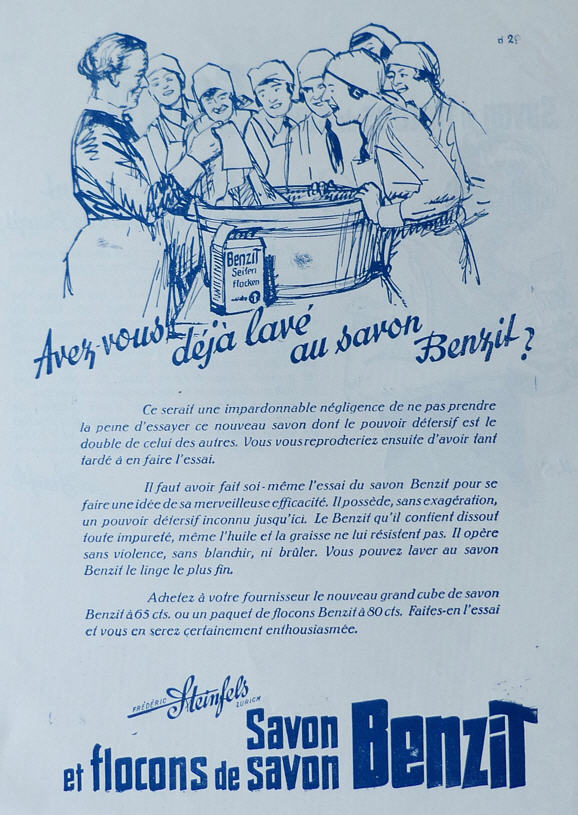 d 29
Benzit
Seifen
flocken
Avez-vous déjà lavé au savon Benzit?
Ce serait une impardonnable négligence de ne pas prendre
la peine d'essayer ce nouveau savon dont le pouvoir détersif est le
double de celui des autres. Vous vous reprocheriez ensuite d'avoir tant
tardé à en faire l'essai.
Il faut avoir fait soi-même l'essai du savon Benzit pour se
faire une idée de sa merveilleuse efficacité. Il possède, sans exagération,
un pouvoir détersif inconnu jusqu'ici. Le Benzit qu'il contient dissout
toute impureté, même l'huile et la graisse ne lui résistent pas. Il opère
sans violence, sans blanchir, ni brûler. Vous pouvez laver au savon
Benzit le linge le plus fin.
Achetez à votre fournisseur le nouveau grand cube de savon
Benzit à 65 cts. ou un paquet de flocons Benzit à 80 cts. Faites-en l'essai
et vous en serez certainement enthousiasmée.
FRÉDÉRIC Steinfels ZÜRICH
Savon
et flocons de savon Benzit